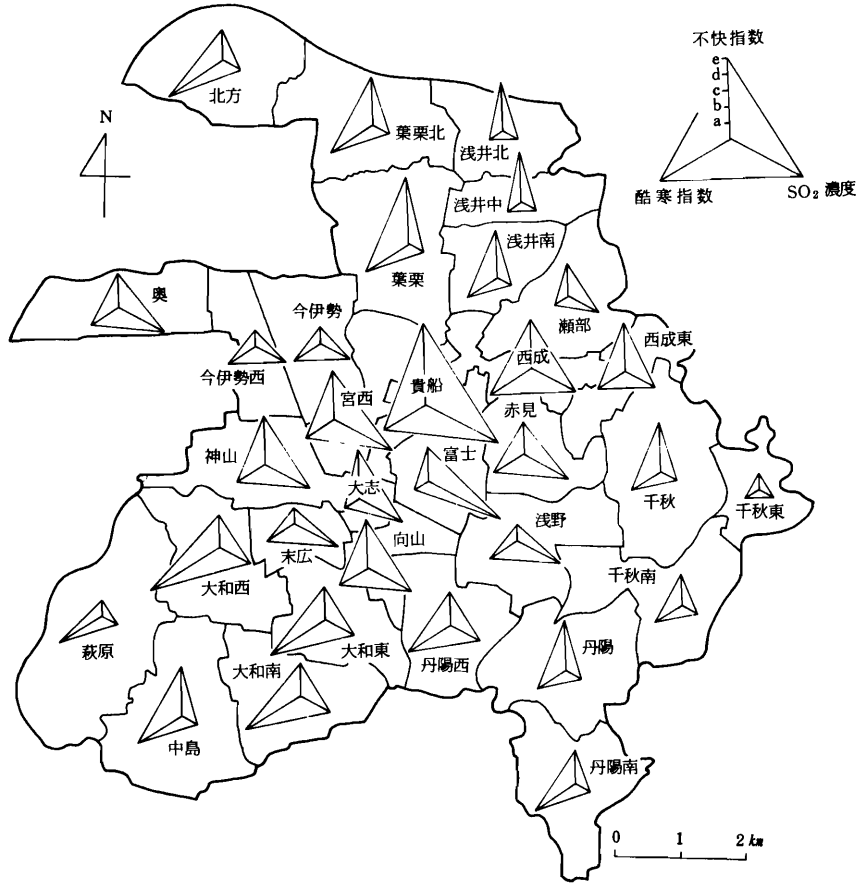 不快指数
e
d
c
b
a
酷寒指数
SO₂ 濃度
N
北方
葉栗北
浅井北
浅井中
浅井南
葉栗
奥
今伊勢
瀬部
西成東
西成
今伊勢西
貴船
宮西
赤見
神山
富士
大志
千秋
千秋東
浅野
向山
末広
大和西
千秋南
萩原
大和南
大和東
丹陽西
丹陽
中島
丹陽南
0 1 2 km